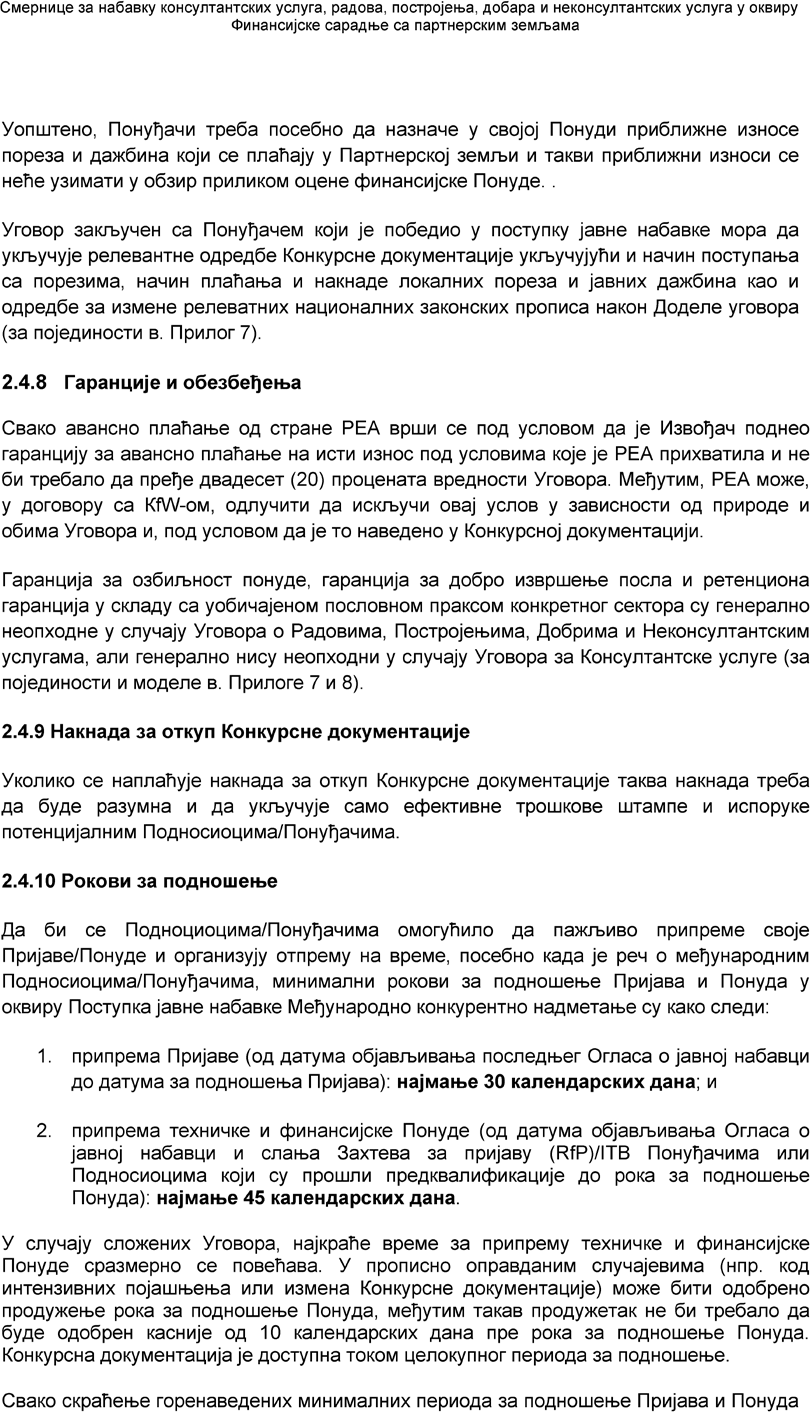 Смернице за набавку консултантских услуга, радова, постројења, добара и неконсултантских услуга у оквиру
Финансијске сарадње са партнерским земљама
Уопштено, Понуђачи треба посебно да назначе у својој Понуди приближне износе
пореза и дажбина који се плаћају у Партнерској земљи и такви приближни износи се
неће узимати у обзир приликом оцене финансијске Понуде. .
Уговор закључен са Понуђачем који је победио у поступку јавне набавке мора да
укључује релевантне одредбе Конкурсне документације укључујући и начин поступања
са порезима, начин плаћања и накнаде локалних пореза и јавних дажбина као и
одредбе за измене релеватних националних законских прописа након Доделе уговора
(за појединости в. Прилог 7).
2.4.8 Гаранције и обезбеђења
Свако авансно плаћање од стране PEA врши се под условом да је Извођач поднео
гаранцију за авансно плаћање на исти износ под условима које је PEA прихватила и не
би требало да пређе двадесет (20) процената вредности Уговора. Међутим, PEA може,
у договору са KfW-ом, одлучити да искључи овај услов у зависности од природе и
обима Уговора и, под условом да је то наведено у Конкурсној документацији.
Гаранција за озбиљност понуде, гаранција за добро извршење посла и ретенциона
гаранција у складу са уобичајеном пословном праксом конкретног сектора су генерално
неопходне у случају Уговора о Радовима, Постројењима, Добрима и Неконсултантским
услугама, али генерално нису неопходни у случају Уговора за Консултантске услуге (за
појединости и моделе в. Прилоге 7 и 8).
2.4.9 Накнада за откуп Конкурсне документације
Уколико се наплаћује накнада за откуп Конкурсне документације таква накнада треба
да буде разумна и да укључује само ефективне трошкове штампе и испоруке
потенцијалним Подносиоцима/Понуђачима.
2.4.10 Рокови за подношење
Да би се Подноциоцима/Понуђачима омогућило да пажљиво припреме своје
Пријаве/Понуде и организују отпрему на време, посебно када је реч о међународним
Подносиоцима/Понуђачима, минимални рокови за подношење Пријава и Понуда у
оквиру Поступка јавне набавке Међународно конкурентно надметање су како следи:
1. припрема Пријаве (од датума објављивања последњег Огласа о јавној набавци
до датума за подношења Пријава): најмање 30 календарских дана; и
2. припрема техничке и финансијске Понуде (од датума објављивања Огласа о
јавној набавци и слања Захтева за пријаву (RfP)/ITB Понуђачима или
Подносиоцима који су прошли предквалификације до рока за подношење
Понуда): најмање 45 календарских дана.
У случају сложених Уговора, најкраће време за припрему техничке и финансијске
Понуде сразмерно се повећава. У прописно оправданим случајевима (нпр. код
интензивних појашњења или измена Конкурсне документације) може бити одобрено
продужење рока за подношење Понуда, међутим такав продужетак не би требало да
буде одобрен касније од 10 календарских дана пре рока за подношење Понуда.
Конкурсна документација је доступна током целокупног периода за подношење.
Свако скраћење горенаведених минималних периода за подношење Пријава и Понуда